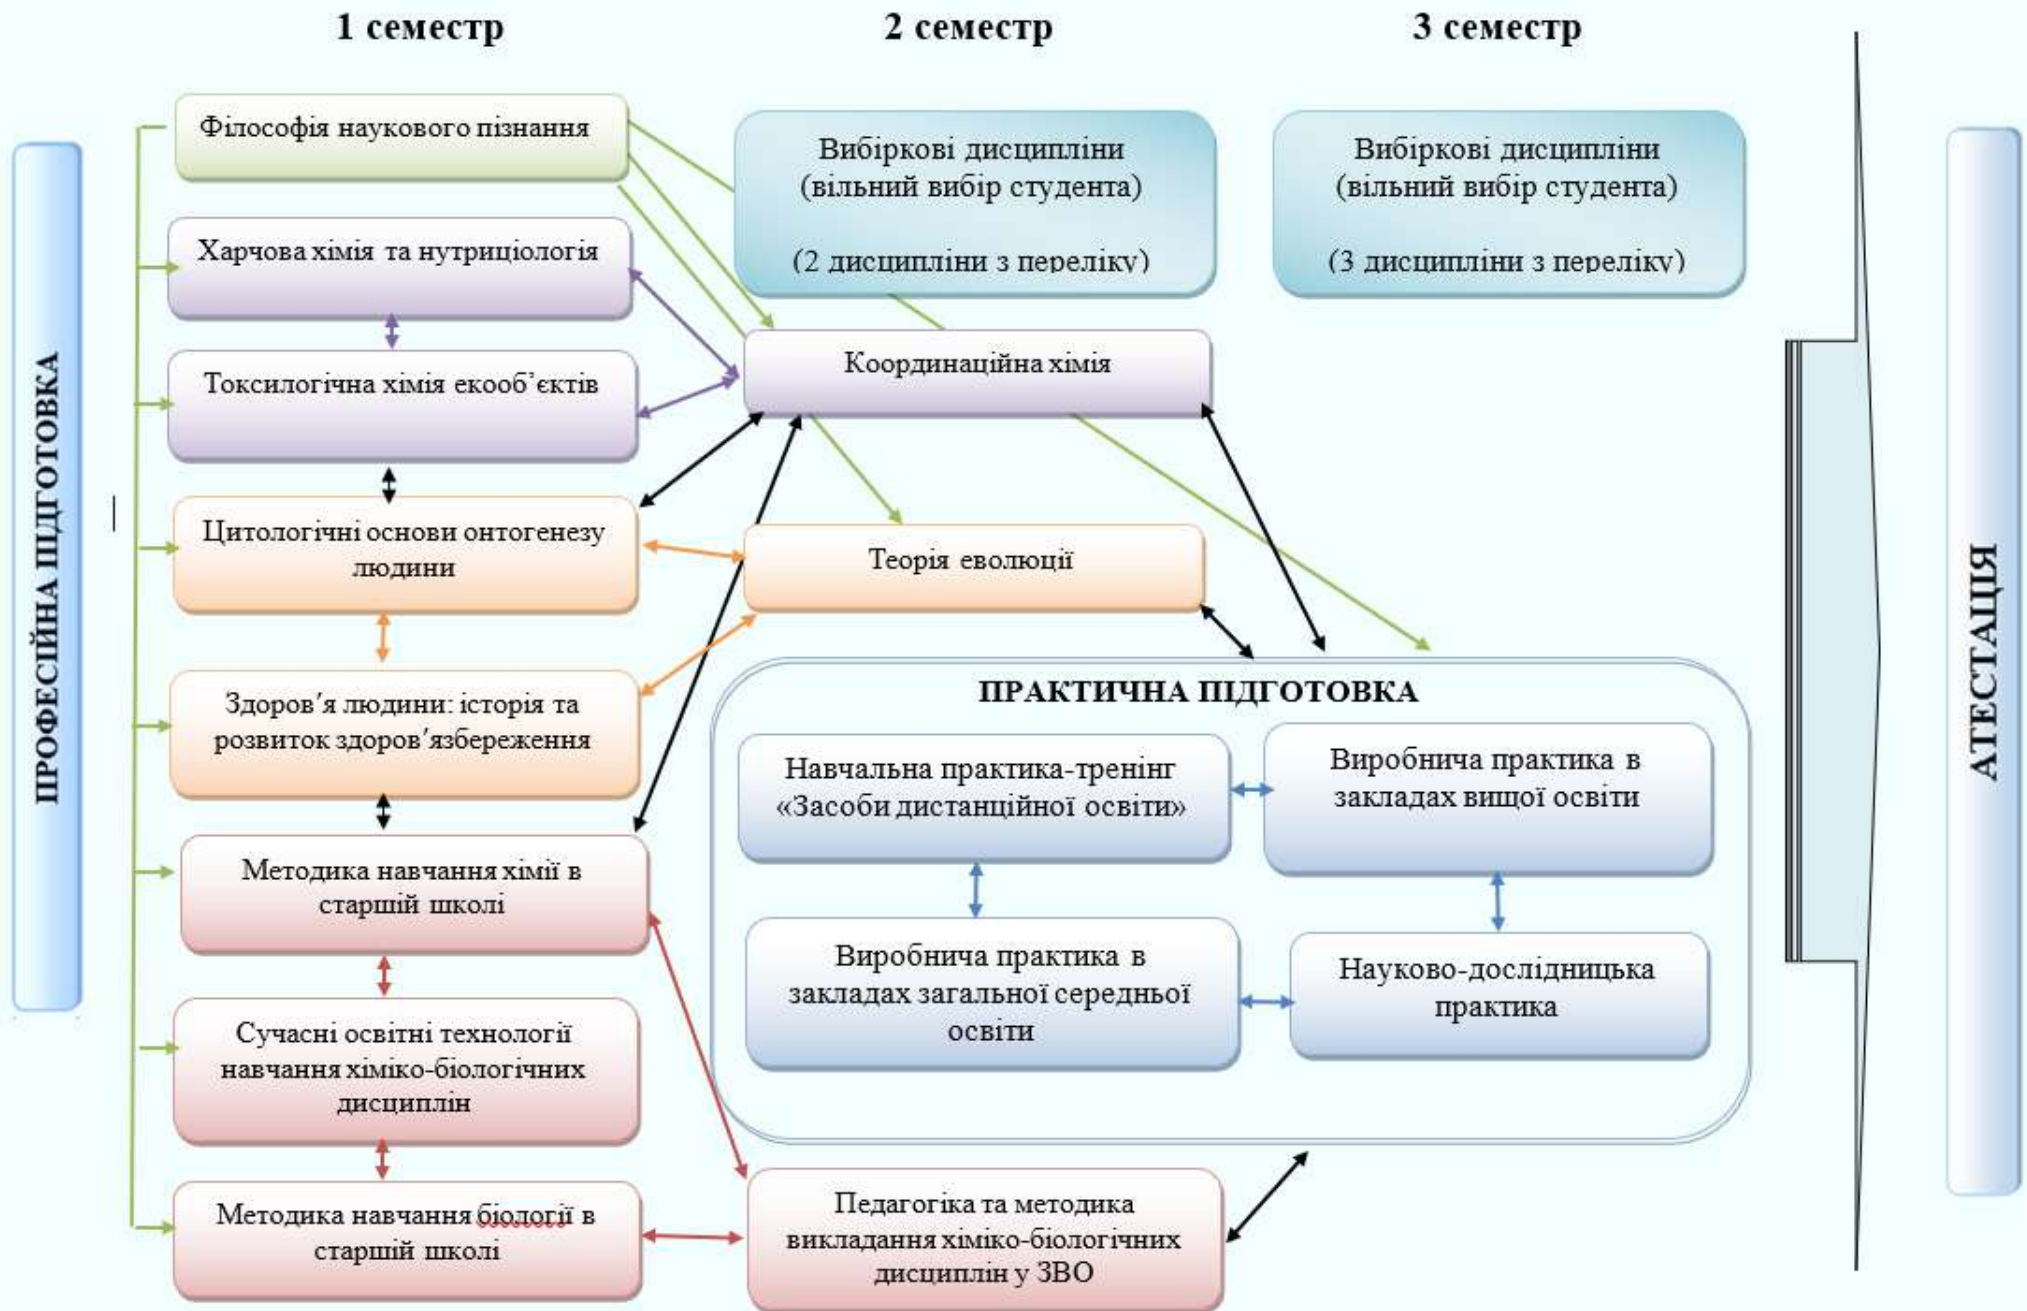 1 семестр
2 семестр
3 семестр
ПРОФЕСІЙНА ПІДГОТОВКА
Філософія наукового пізнання
Харчова хімія та нутриціологія
Токсилогічна хімія екооб’єктів
Цитологічні основи онтогенезу
людини
Здоров’я людини: історія та
розвиток здоров’язбереження
Методика навчання хімії в
старшій школі
Сучасні освітні технології
навчання хіміко-біологічних
дисциплін
Методика навчання біології в
старшій школі
Вибіркові дисципліни
(вільний вибір студента)
(2 дисципліни з переліку)
Координаційна хімія
Теорія еволюції
Вибіркові дисципліни
(вільний вибір студента)
(3 дисципліни з переліку)
ПРАКТИЧНА ПІДГОТОВКА
Навчальна практика-тренінг
«Засоби дистанційної освіти»
Виробнича практика в
закладах вищої освіти
Виробнича практика в
закладах загальної середньої
освіти
Науково-дослідницька
практика
Педагогіка та методика
викладання хіміко-біологічних
дисциплін у ЗВО
АТЕСТАЦІЯ